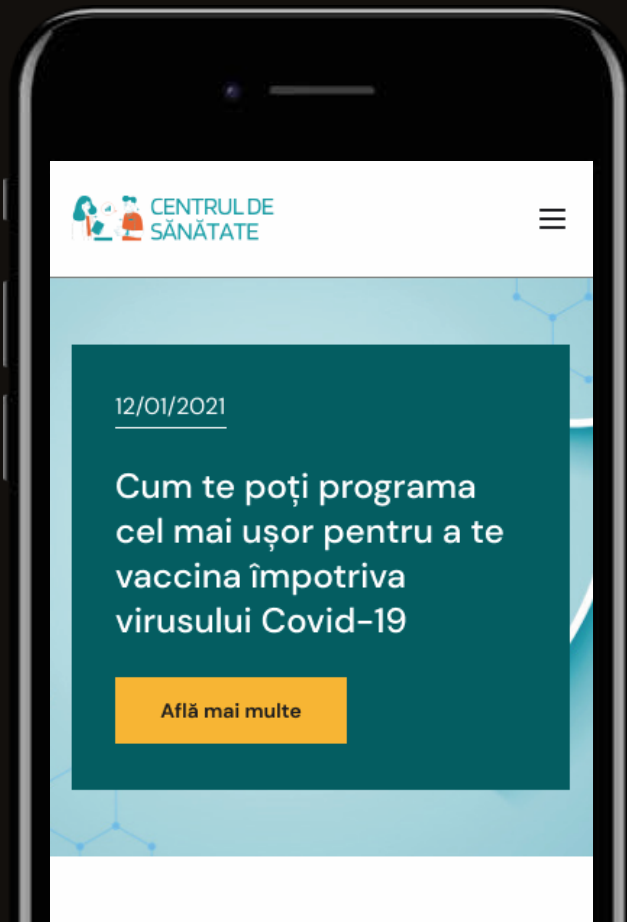 CENTRUL DE
SĂNĂTATE
12/01/2021
Cum te poți programa
cel mai ușor pentru a te
vaccina împotriva
virusului Covid-19
Află mai multe